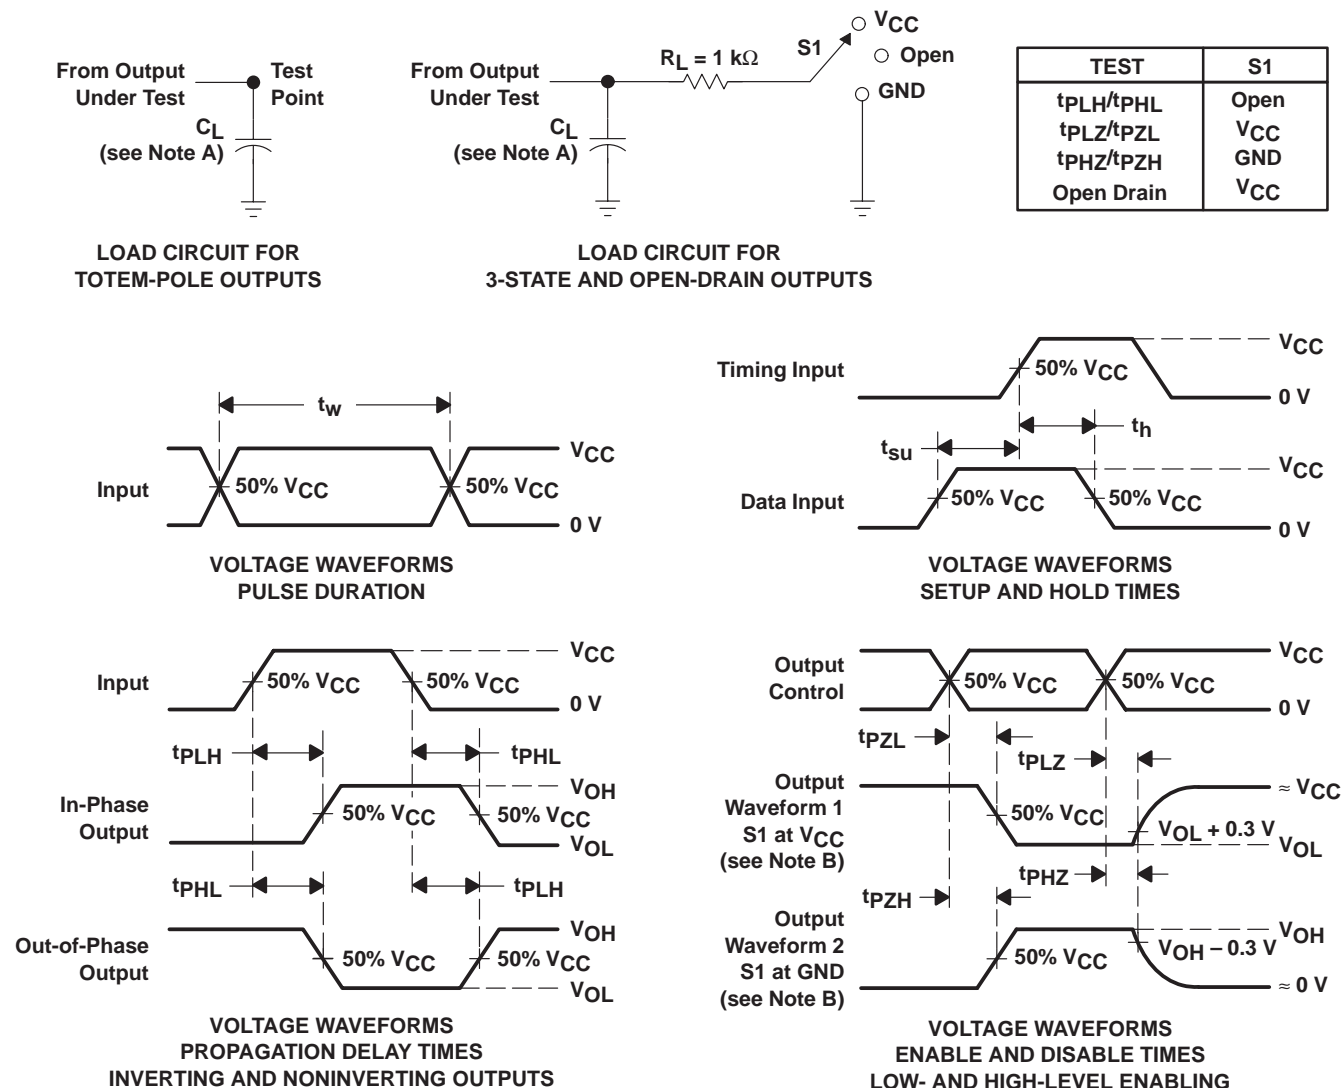 From Output
Under Test
Test
Point
CL
(see Note A)
LOAD CIRCUIT FOR
TOTEM-POLE OUTPUTS
From Output
Under Test
RL = 1 kΩ
S1
VCC
Open
GND
CL
(see Note A)
LOAD CIRCUIT FOR
3-STATE AND OPEN-DRAIN OUTPUTS
TEST S1
tPLH/tPHL Open
tPLZ/tPZL VCC
tPHZ/tPZH GND
Open Drain VCC
tw
Input
50% VCC
50% VCC
VCC
0 V
VOLTAGE WAVEFORMS
PULSE DURATION
Timing Input
50% VCC
VCC
0 V
tsu
th
Data Input
50% VCC
50% VCC
VCC
0 V
VOLTAGE WAVEFORMS
SETUP AND HOLD TIMES
Input
50% VCC
50% VCC
VCC
0 V
tPLH
tPHL
In-Phase
Output
50% VCC
50% VCC
VOH
VOL
tPHL
tPLH
Out-of-Phase
Output
50% VCC
50% VCC
VOH
VOL
VOLTAGE WAVEFORMS
PROPAGATION DELAY TIMES
INVERTING AND NONINVERTING OUTPUTS
Output
Control
50% VCC
50% VCC
VCC
0 V
tPZL
tPLZ
Output
Waveform 1
S1 at VCC
(see Note B)
50% VCC
VOL + 0.3 V
≈ VCC
VOL
tPZH
tPHZ
Output
Waveform 2
S1 at GND
(see Note B)
50% VCC
VOH − 0.3 V
VOH
≈ 0 V
VOLTAGE WAVEFORMS
ENABLE AND DISABLE TIMES
LOW- AND HIGH-LEVEL ENABLING